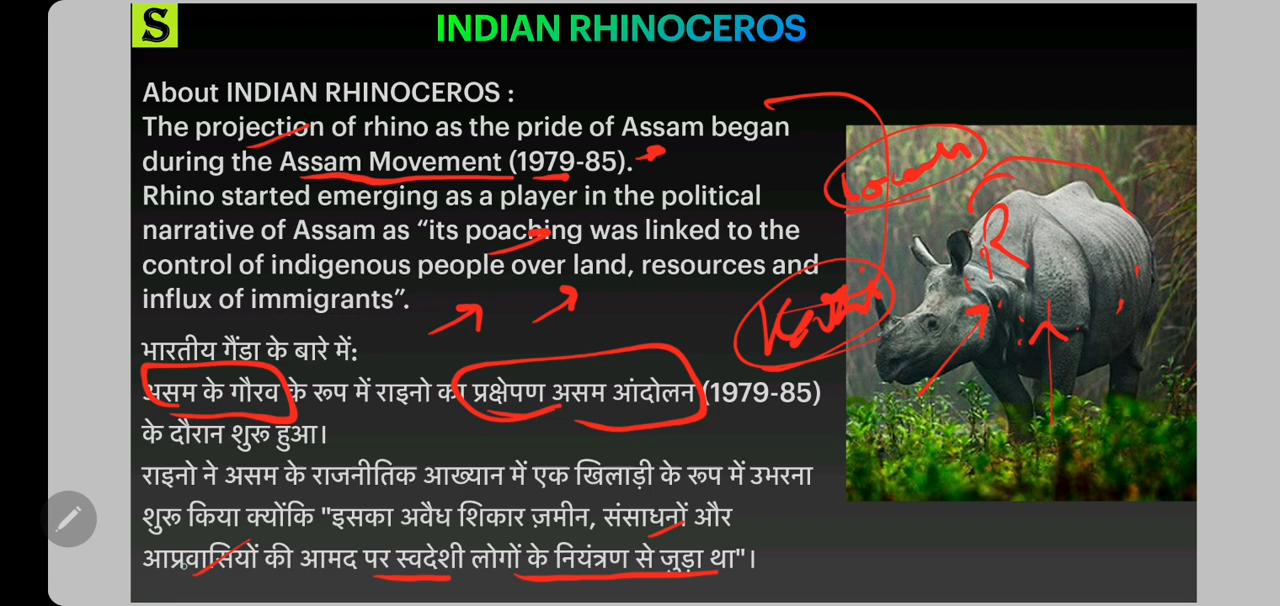 S
INDIAN RHINOCEROS
About INDIAN RHINOCEROS :
The projection of rhino as the pride of Assam began
during the Assam Movement (1979-85).
Rhino started emerging as a player in the political
narrative of Assam as “its poaching was linked to the
control of indigenous people over land, resources and
influx of immigrants”.
भारतीय गैंडा के बारे में:
असम के गौरव के रूप में राइनो का प्रक्षेपण असम आंदोलन (1979-85)
के दौरान शुरू हुआ।
राइनो ने असम के राजनीतिक आख्यान में एक खिलाड़ी के रूप में उभरना
शुरू किया क्योंकि "इसका अवैध शिकार ज़मीन, संसाधनों और
आप्रवासियों की आमद पर स्वदेशी लोगों के नियंत्रण से जुड़ा था"।
R